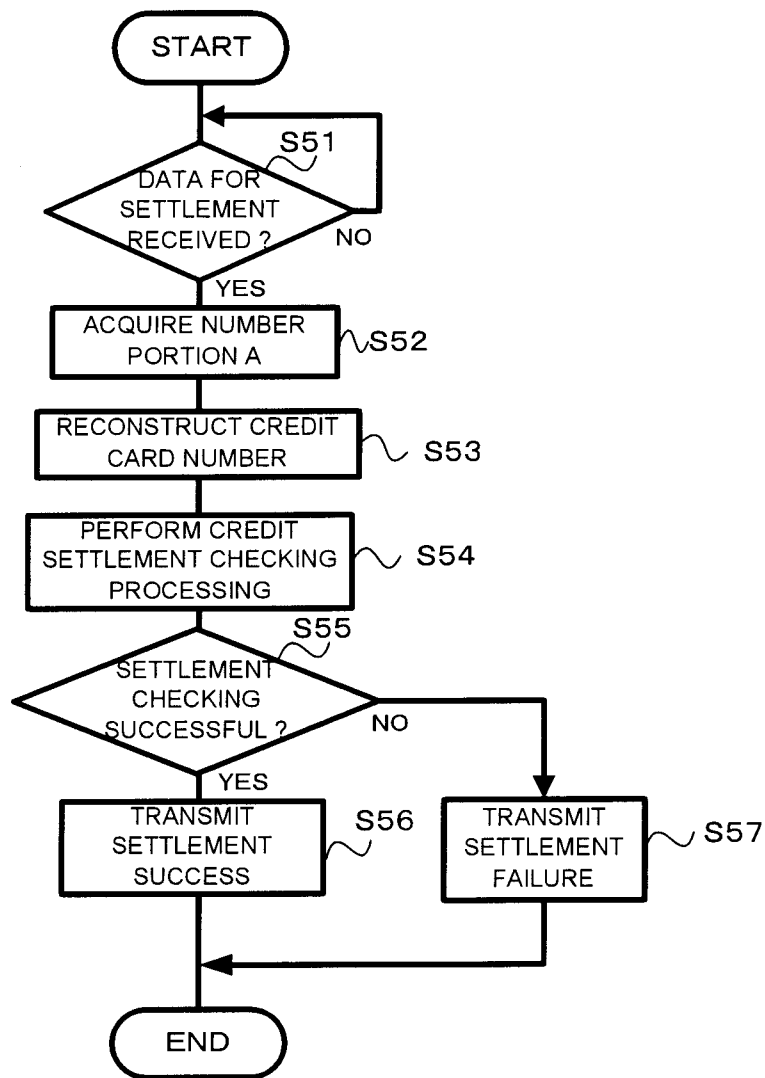 START
S51
DATA FOR
SETTLEMENT
RECEIVED ?
NO
YES
ACQUIRE NUMBER
PORTION A
S52
RECONSTRUCT CREDIT
CARD NUMBER
S53
PERFORM CREDIT
SETTLEMENT CHECKING
PROCESSING
S54
S55
SETTLEMENT
CHECKING
SUCCESSFUL ?
NO
YES
TRANSMIT
SETTLEMENT
SUCCESS
S56
TRANSMIT
SETTLEMENT
FAILURE
S57
END